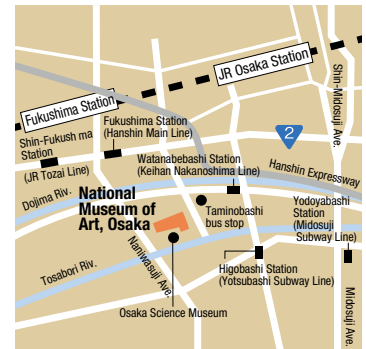 JR Osaka Station
Fukushima Station
Shin-Midosuji Ave.
Fukushima Station
(Hanshin Main Line)
Shin-Fukush ma
Station
(JR Tozai Line)
2
Watanabebashi Station
(Keihan Nakanoshima Line)
Hanshin Expressway
Dojima Riv.
National
Museum of
Art, Osaka
Taminobashi
bus stop
Yodoyabashi
Station
(Midosuji
Subway Line)
Tosabori Riv.
Naniwasuji Ave.
Higobashi Station
(Yotsubashi Subway Line)
Osaka Science Museum
Midosuji Ave.